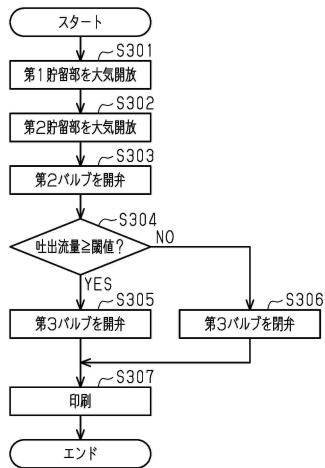 スタート
S301
第1貯留部を大気開放
S302
第2貯留部を大気開放
S303
第2バルブを開弁
S304
吐出流量≧閾値?
NO
YES
S305
第3バルブを開弁
S306
第3バルブを閉弁
S307
印刷
エンド